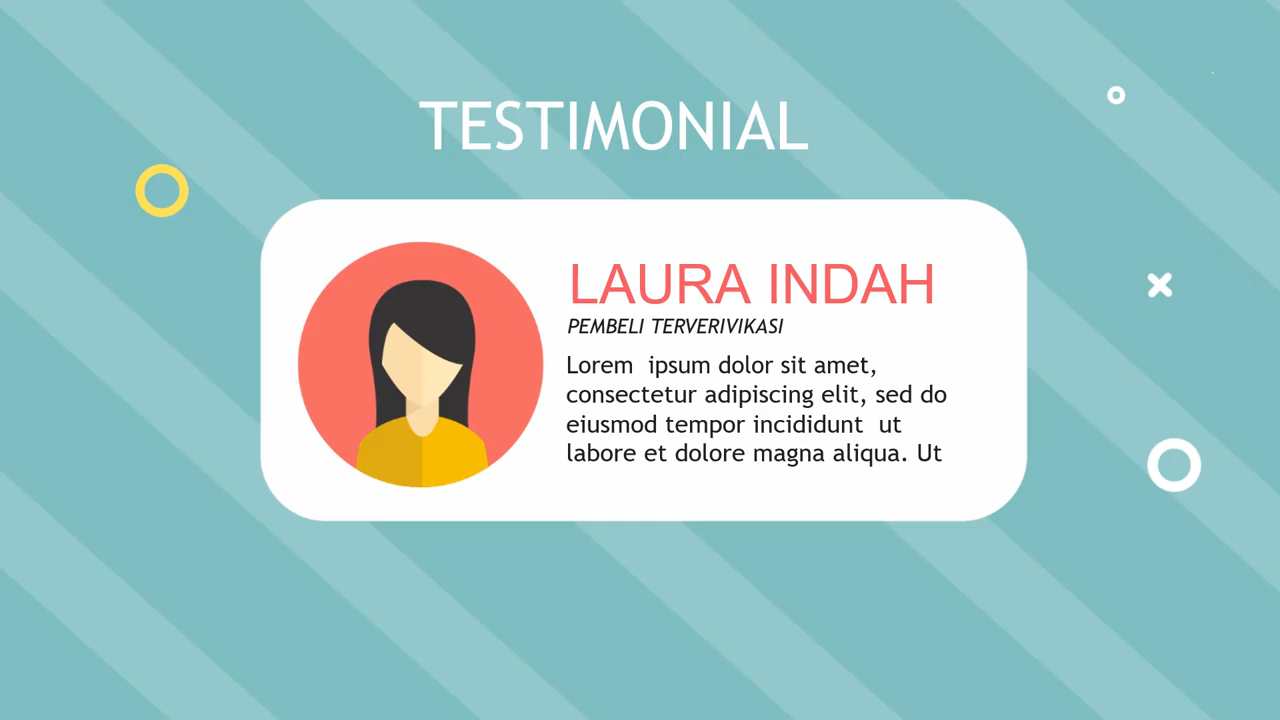 TESTIMONIAL
LAURA INDAH
PEMBELI TERVERIVIKASI
Lorem  ipsum dolor sit amet,
consectetur adipiscing elit, sed do
eiusmod tempor incididunt  ut
labore et dolore magna aliqua. Ut